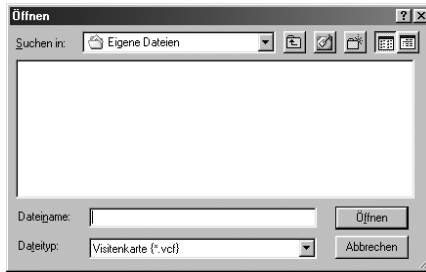 Öffnen
Suchen in: Eigene Dateien
Dateiname: Öffnen
Dateityp: Visitenkarte (*.vcf) Abbrechen